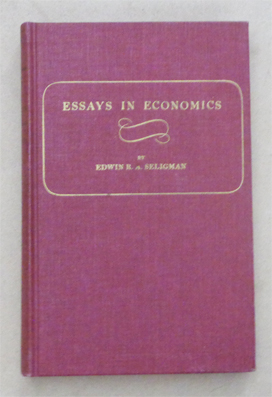 ESSAYS IN ECONOMICS
BY
EDWIN R. A. SELIGMAN